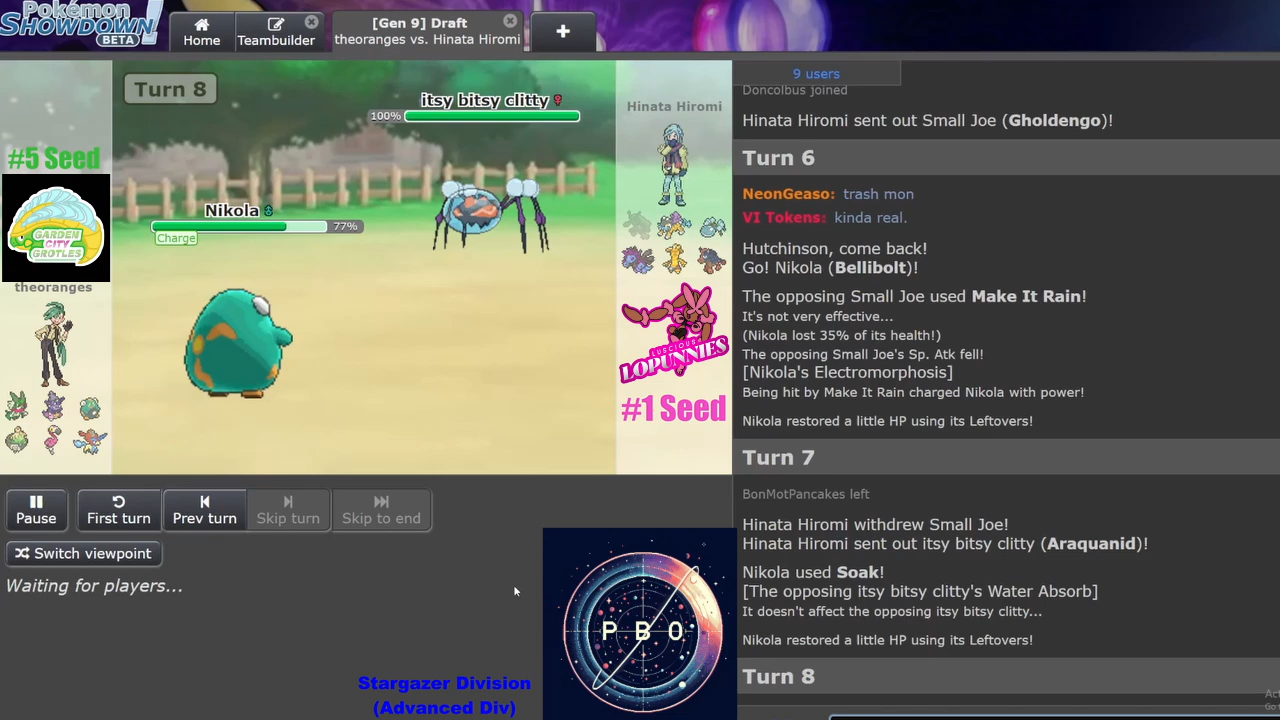 Pokémon
SHOWDOWN!
BETA
Home
Teambuilder
[Gen 9] Draft
theoranges vs. Hinata Hiromi
+
9 users
Turn 8
itsy bitsy clitty ♀
100%
Nikola ♂
77%
Charge
#5 Seed
GARDEN
CITY
GROTLES
theoranges
Hinata Hiromi
LUSCIOUS
LOPUNNIES
#1 Seed
Doncolbus joined
Hinata Hiromi sent out Small Joe (Gholdengo)!
Turn 6
NeonGeaso: trash mon
VI Tokens: kinda real.
Hutchinson, come back!
Go! Nikola (Bellibolt)!
The opposing Small Joe used Make It Rain!
It's not very effective...
(Nikola lost 35% of its health!)
The opposing Small Joe's Sp. Atk fell!
[Nikola's Electromorphosis]
Being hit by Make It Rain charged Nikola with power!
Nikola restored a little HP using its Leftovers!
Turn 7
BonMotPancakes left
Hinata Hiromi withdrew Small Joe!
Hinata Hiromi sent out itsy bitsy clitty (Araquanid)!
Nikola used Soak!
[The opposing itsy bitsy clitty's Water Absorb]
It doesn't affect the opposing itsy bitsy clitty...
Nikola restored a little HP using its Leftovers!
Turn 8
Pause
First turn
Prev turn
Skip turn
Skip to end
Switch viewpoint
Waiting for players...
P B O
Stargazer Division
(Advanced Div)